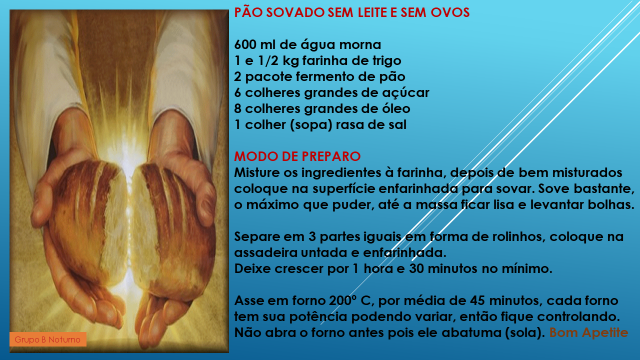 PÃO SOVADO SEM LEITE E SEM OVOS
600 ml de água morna
1 e 1/2 kg farinha de trigo
2 pacote fermento de pão
6 colheres grandes de açúcar
8 colheres grandes de óleo
1 colher (sopa) rasa de sal
MODO DE PREPARO
Misture os ingredientes à farinha, depois de bem misturados
coloque na superfície enfarinhada para sovar. Sove bastante,
o máximo que puder, até a massa ficar lisa e levantar bolhas.
Separe em 3 partes iguais em forma de rolinhos, coloque na
assadeira untada e enfarinhada.
Deixe crescer por 1 hora e 30 minutos no mínimo.
Asse em forno 200º C, por média de 45 minutos, cada forno
tem sua potência podendo variar, então fique controlando.
Não abra o forno antes pois ele abatuma (sola). Bom Apetite
Grupo B Noturno